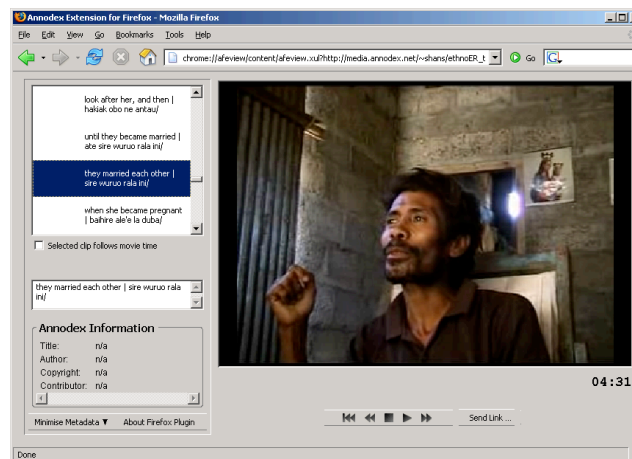 Annodex Extension for Firefox - Mozilla Firefox
File Edit View Go Bookmarks Tools Help
chrome://afeview/content/afeview.xul?http://media.annodex.net/~shans/ethnoER_t Go
look after her, and then |
hakiak obo ne antau/
until they became married |
ate sire wuruo rala ini/
they married each other |
sire wuruo rala ini/
when she became pregnant
| baihire ale'e la duba/
Selected clip follows movie time
they married each other | sire wuruo rala
ini/
Annodex Information
Title: n/a
Author: n/a
Copyright: n/a
Contributor: n/a
04:31
Send Link ...
Minimise Metadata ▼ About Firefox Plugin
Done